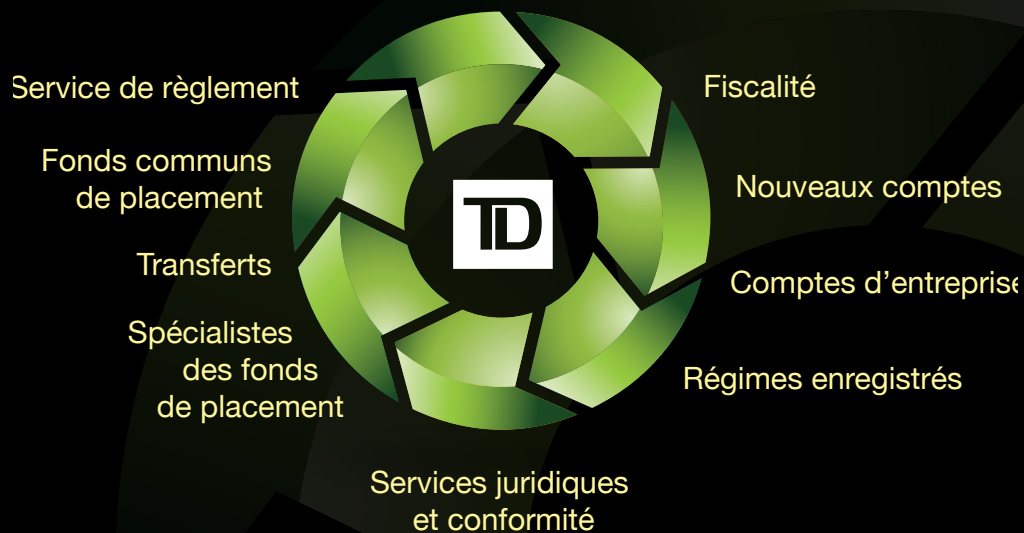 Service de règlement
Fonds communs
de placement
Transferts
Spécialistes
des fonds
de placement
TD
Fiscalité
Nouveaux comptes
Comptes d’entreprise
Régimes enregistrés
Services juridiques
et conformité